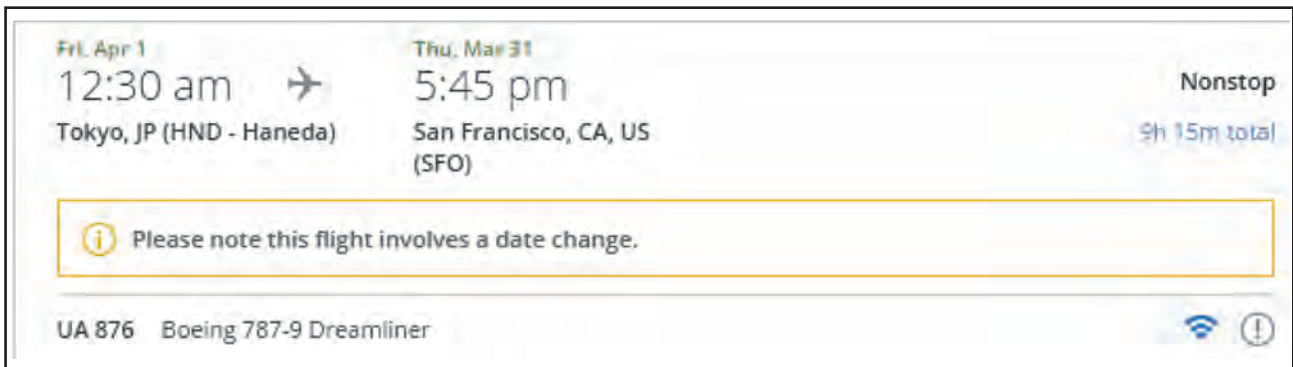 Fri, Apr 1
12:30 am
Tokyo, JP (HND - Haneda)
Thu, Mar 31
5:45 pm
San Francisco, CA, US
(SFO)
Nonstop
9h 15m total
Please note this flight involves a date change.
UA 876 Boeing 787-9 Dreamliner